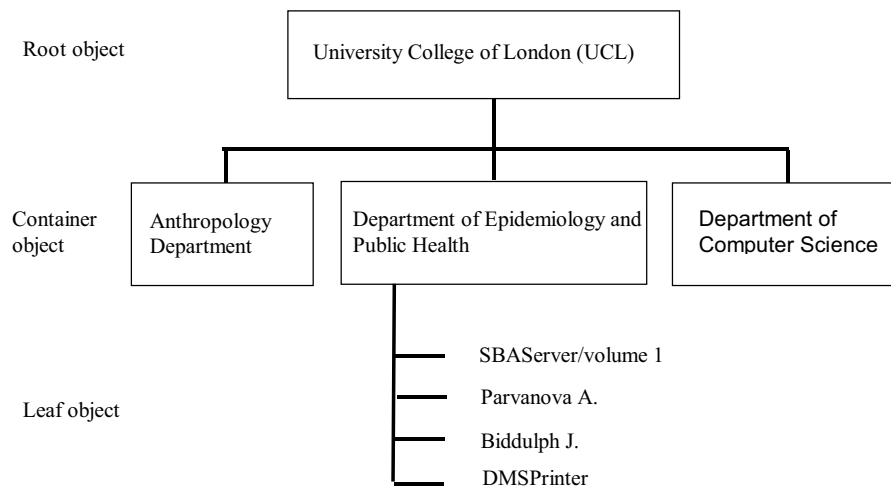 Root object
University College of London (UCL)
Container
object
Anthropology
Department
Department of Epidemiology and
Public Health
Department of
Computer Science
Leaf object
SBAServer/volume 1
Parvanova A.
Biddulph J.
DMSPrinter